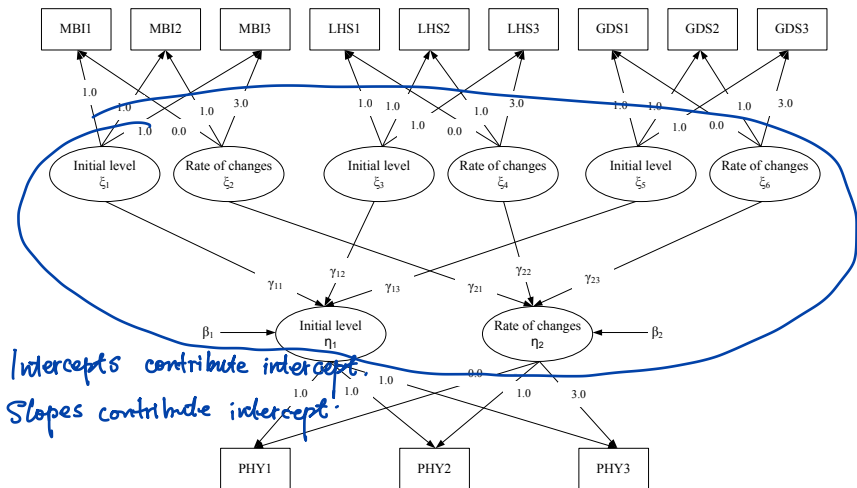 MBI1 MBI2 MBI3 LHS1 LHS2 LHS3 GDS1 GDS2 GDS3
1.0 1.0 1.0 0.0 1.0 3.0 1.0 1.0 1.0 0.0 1.0 3.0 1.0 1.0 1.0 0.0 1.0 3.0
Initial level Rate of changes Initial level Rate of changes Initial level Rate of changes
ξ1 ξ2 ξ3 ξ4 ξ5 ξ6
γ11 γ12 γ13 γ21 γ22 γ23
β1 Initial level Rate of changes β2
η1 η2
Intercepts contribute intercept.
1.0 1.0 1.0 0.0 1.0 3.0
Slopes contribute intercept.
PHY1 PHY2 PHY3